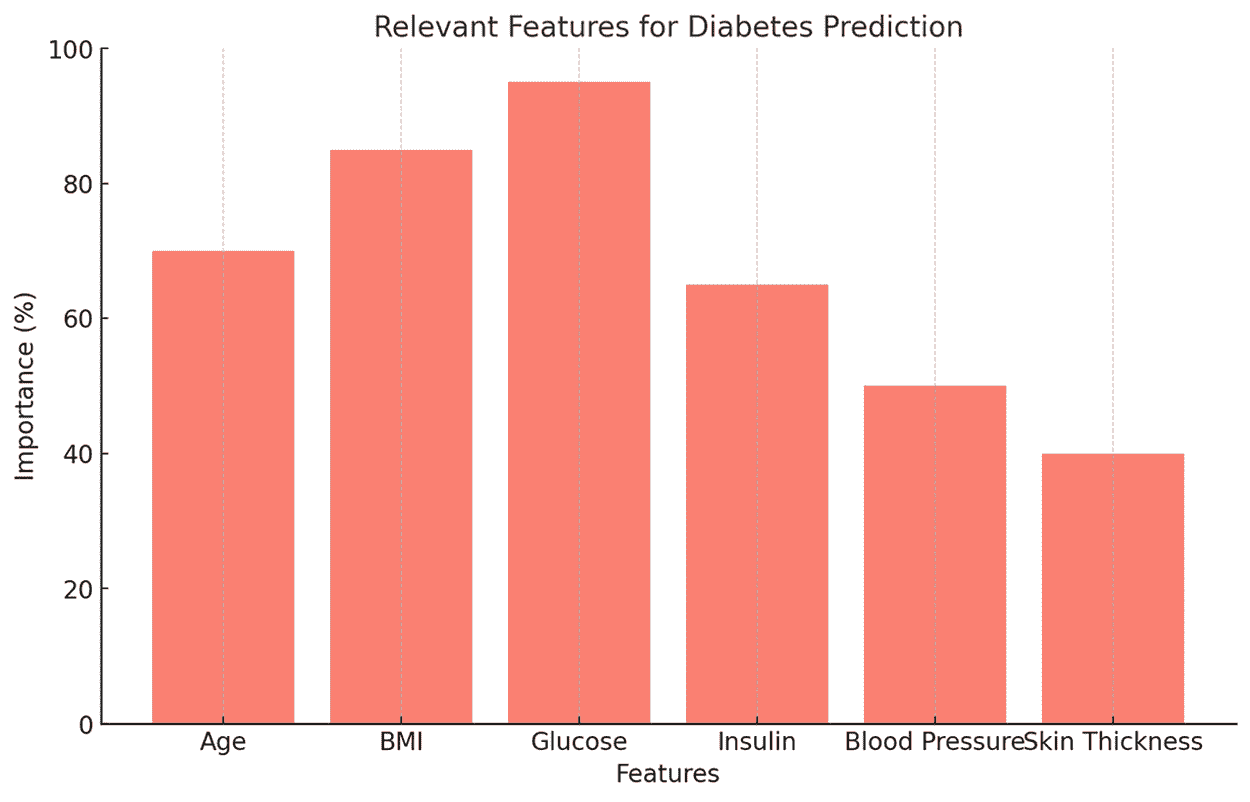 Relevant Features for Diabetes Prediction
100
80
60
40
20
0
Importance (%)
Age BMI Glucose Insulin Blood Pressure Skin Thickness
Features